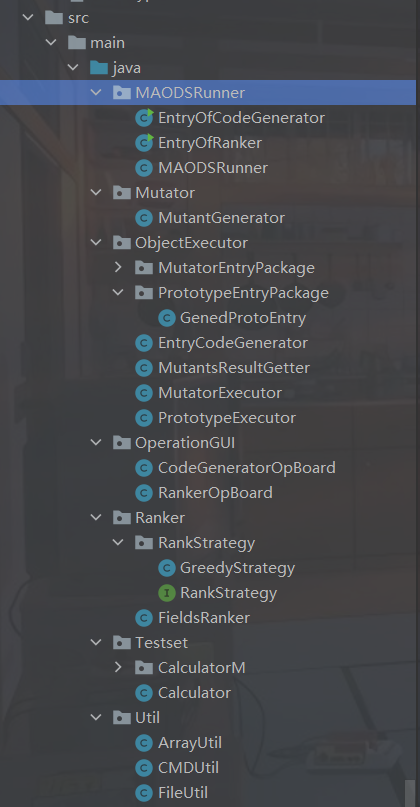 src
main
java
MAODSRunner
EntryOfCodeGenerator
EntryOfRanker
MAODSRunner
Mutator
MutantGenerator
ObjectExecutor
MutatorEntryPackage
PrototypeEntryPackage
GenedProtoEntry
EntryCodeGenerator
MutantsResultGetter
MutatorExecutor
PrototypeExecutor
OperationGUI
CodeGeneratorOpBoard
RankerOpBoard
Ranker
RankStrategy
GreedyStrategy
RankStrategy
FieldsRanker
Testset
CalculatorM
Calculator
Util
ArrayUtil
CMDUtil
FileUtil